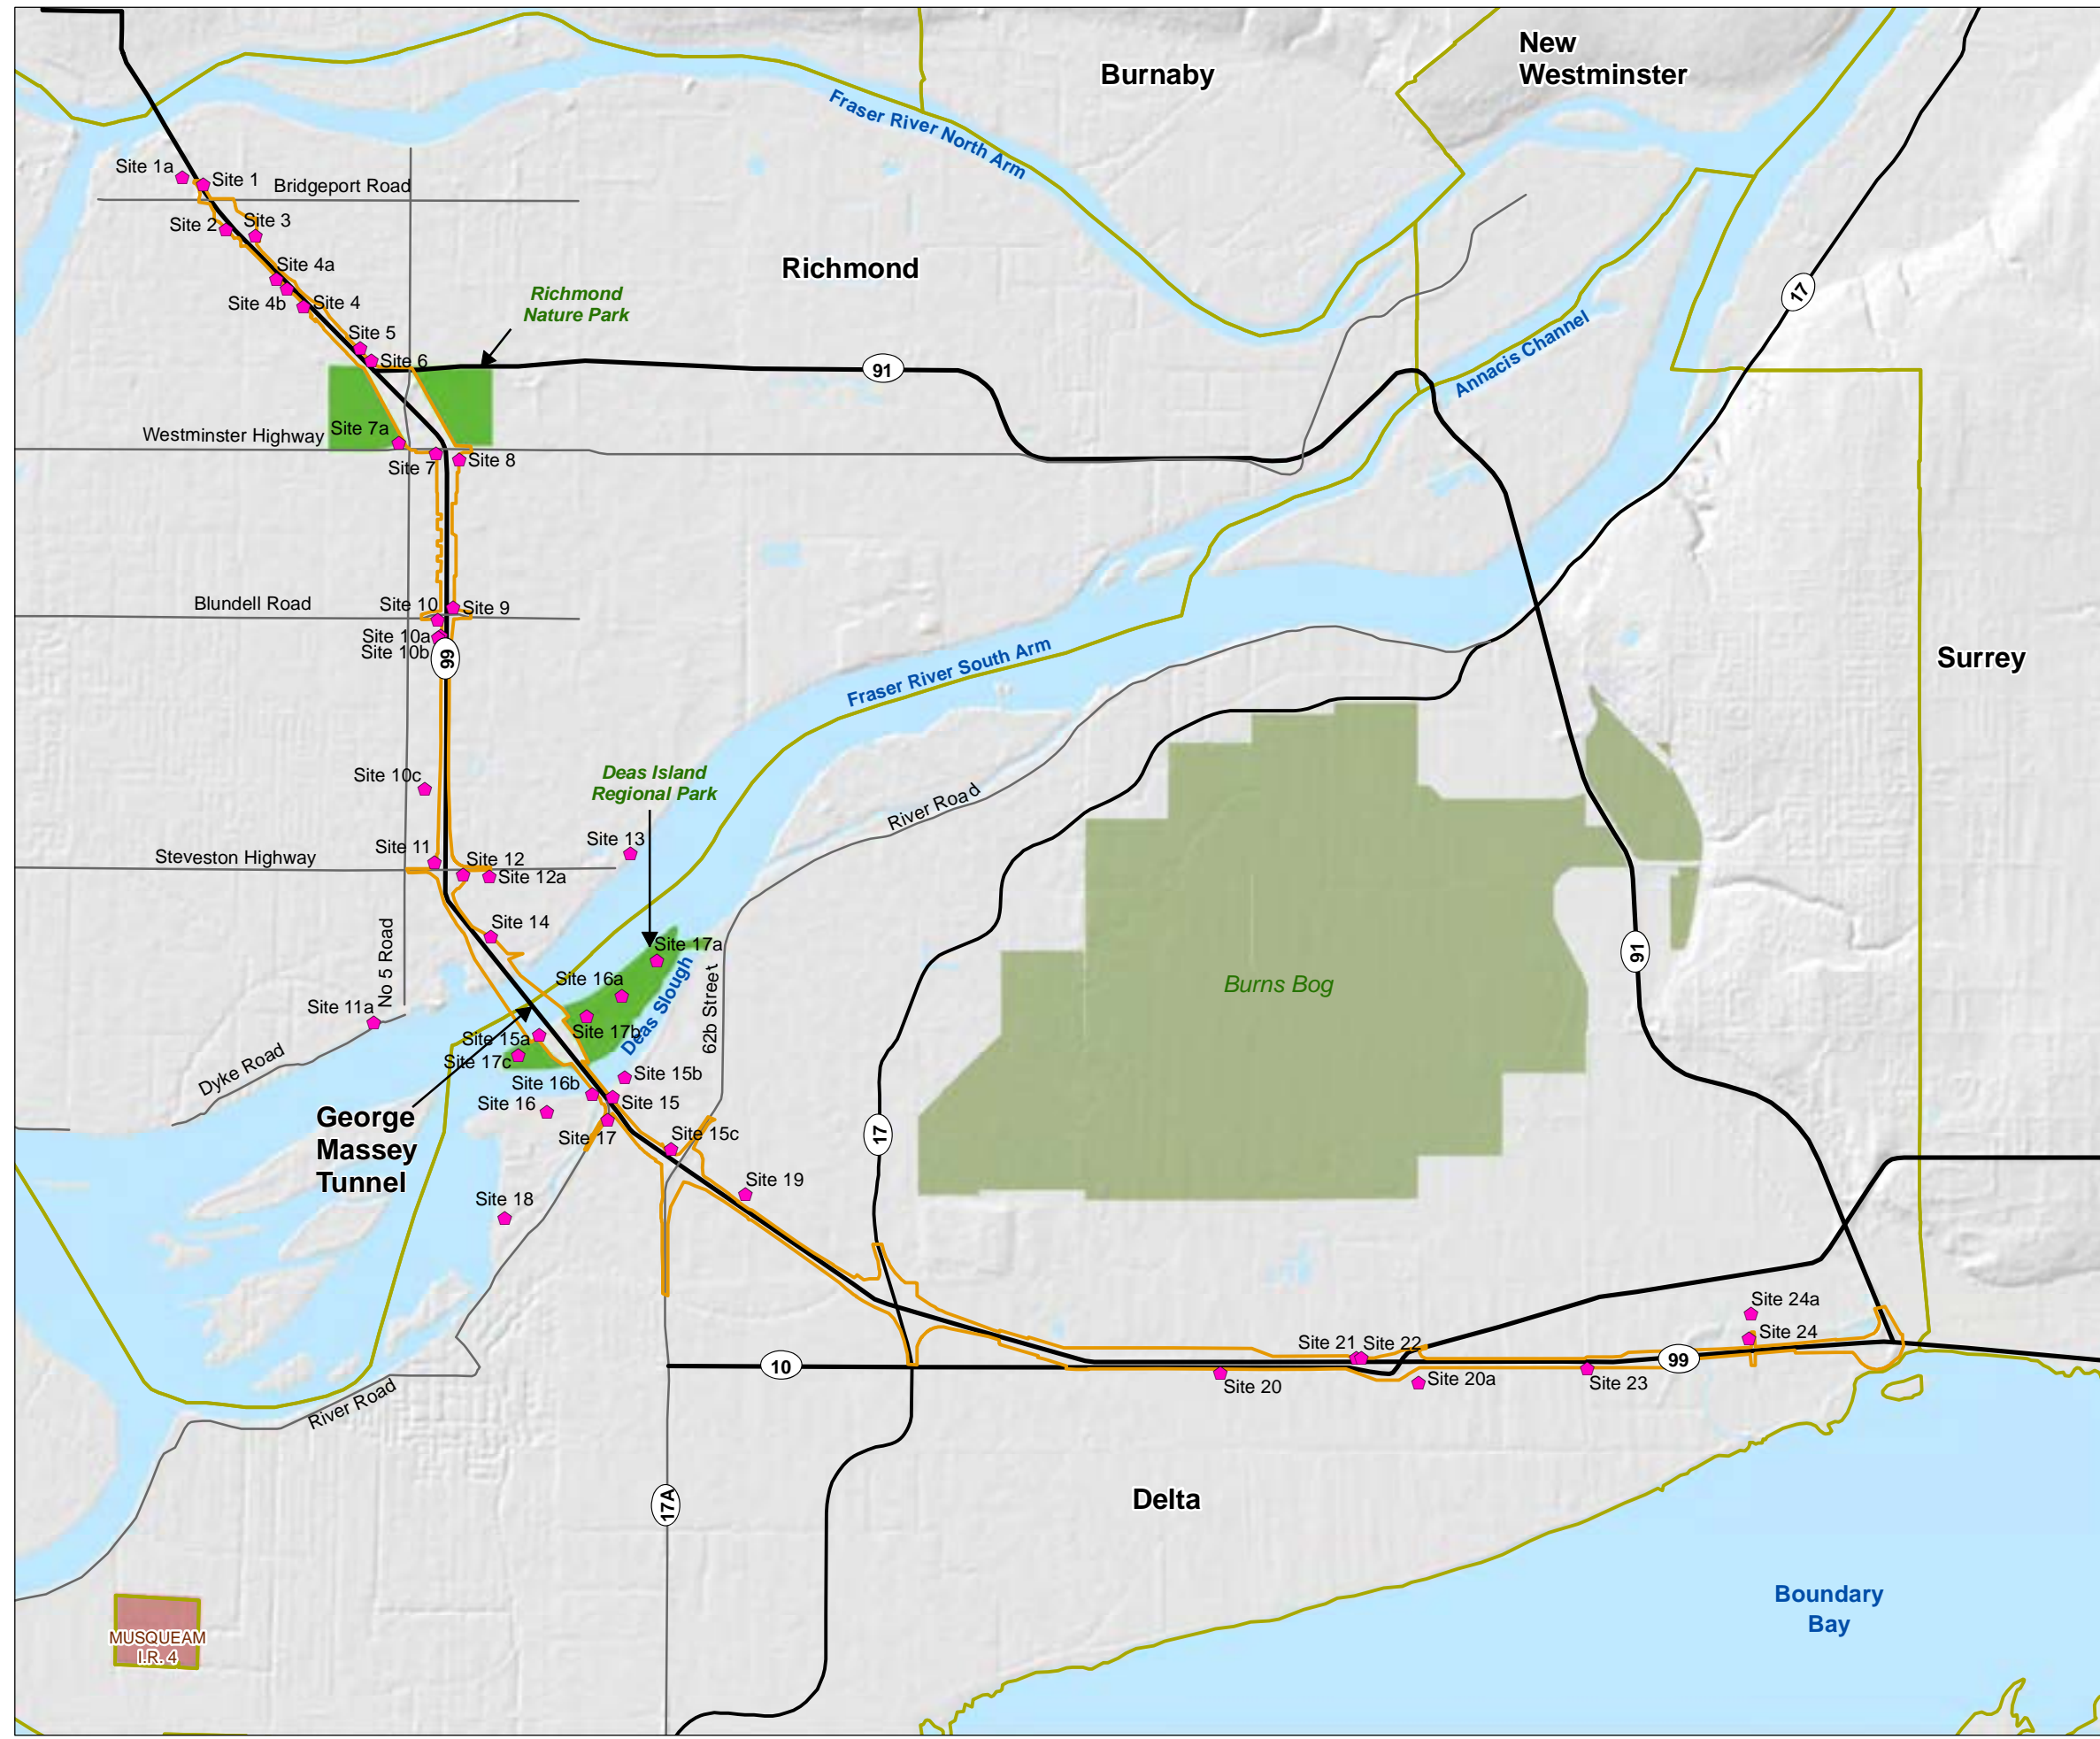 New
Westminster
Burnaby
Fraser River North Arm
Site 1a
Site 1
Bridgeport Road
Site 2
Site 3
Richmond
Site 4a
Site 4b
Site 4
Richmond
Nature Park
17
Annacis Channel
Site 5
Site 6
91
Westminster Highway
Site 7a
Site 7
Site 8
Blundell Road
Site 10
Site 9
Site 10a
Site 10b
99
Fraser River South Arm
Surrey
Site 10c
Deas Island
Regional Park
River Road
Site 13
Steveston Highway
Site 11
Site 12
Site 12a
Site 14
No 5 Road
Site 17a
Site 16a
Deas Slough
62b Street
91
Burns Bog
Site 11a
Site 17b
Site 15a
Site 17c
Dyke Road
Site 16b
Site 15b
Site 16
Site 15
George
Massey
Tunnel
Site 17
Site 15c
17
Site 19
Site 18
Site 24a
Site 24
Site 21
Site 22
10
99
Site 20
Site 20a
Site 23
River Road
17A
Delta
Boundary
Bay
MUSQUEAM
I.R. 4